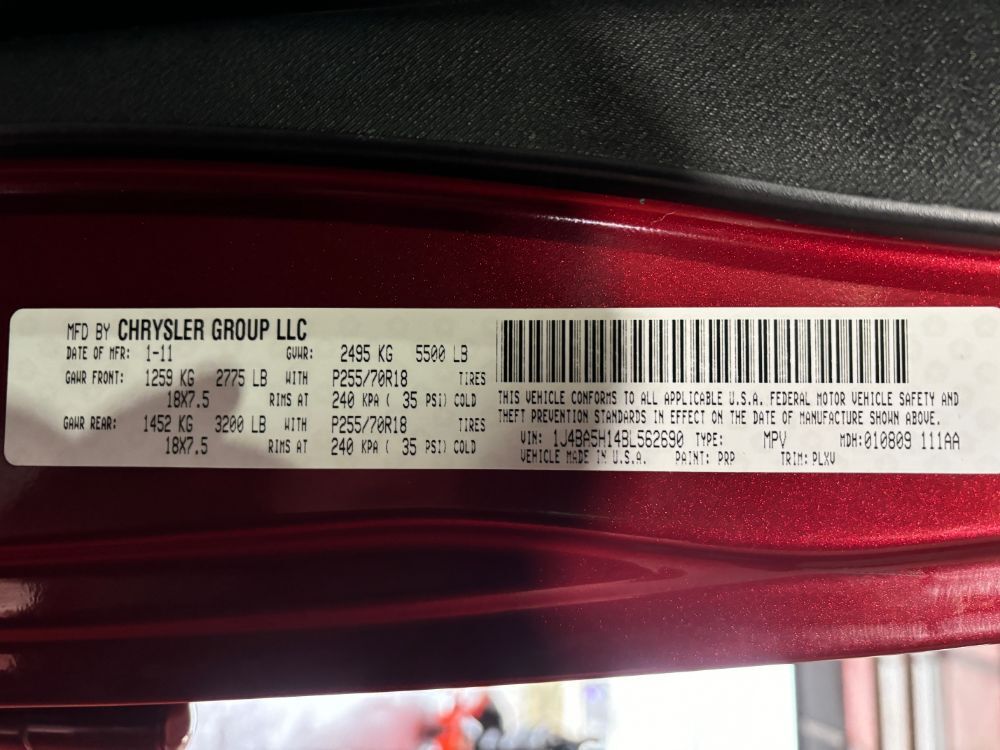 MFD BY CHRYSLER GROUP LLC
DATE OF MFR: 1-11 GVWR: 2495 KG 5500 LB
GAWR FRONT: 1259 KG 2775 LB WITH P255/70R18 TIRES
18X7.5 RIMS AT 240 KPA ( 35 PSI) COLD
GAWR REAR: 1452 KG 3200 LB WITH P255/70R18 TIRES
18X7.5 RIMS AT 240 KPA ( 35 PSI) COLD
THIS VEHICLE CONFORMS TO ALL APPLICABLE U.S.A. FEDERAL MOTOR VEHICLE SAFETY AND
THEFT PREVENTION STANDARDS IN EFFECT ON THE DATE OF MANUFACTURE SHOWN ABOVE.
VIN: 1J4BA5H14BL562690 TYPE: MPV MDH:010809 111AA
VEHICLE MADE IN U.S.A. PAINT: PRP TRIM: PLXV